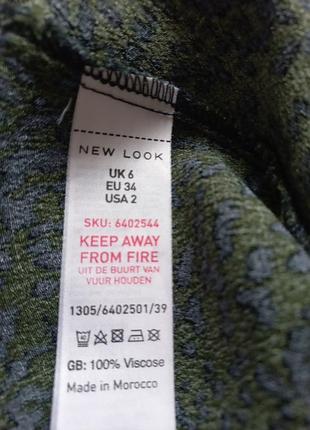 NEW LOOK
UK 6
EU 34
USA 2
SKU: 6402544
KEEP AWAY
FROM FIRE
UIT DE BUURT VAN
VUUR HOUDEN
1305/6402501/39
GB: 100% Viscose
Made in Morocco